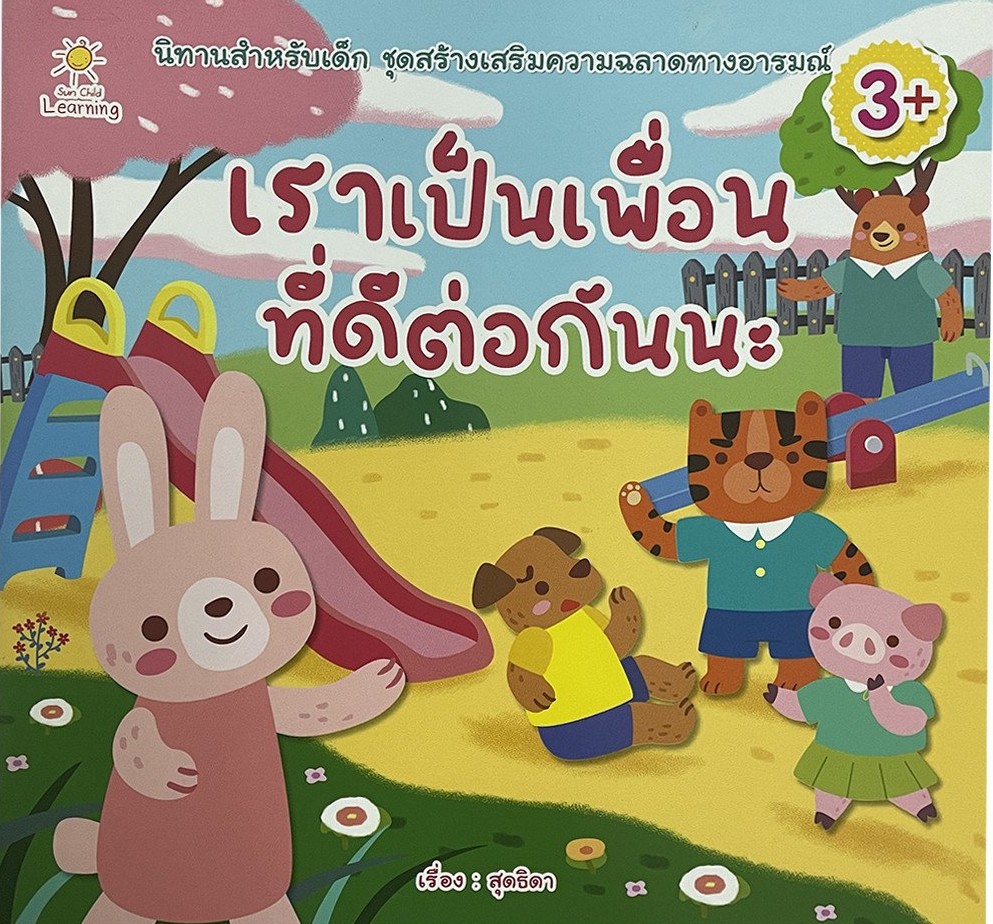 นิทานสำหรับเด็ก ชุดสร้างเสริมความฉลาดทางอารมณ์
Sun Child
Learning
3+
เราเป็นเพื่อน
ที่ดีต่อกันนะ
เรื่อง : สุดธิดา